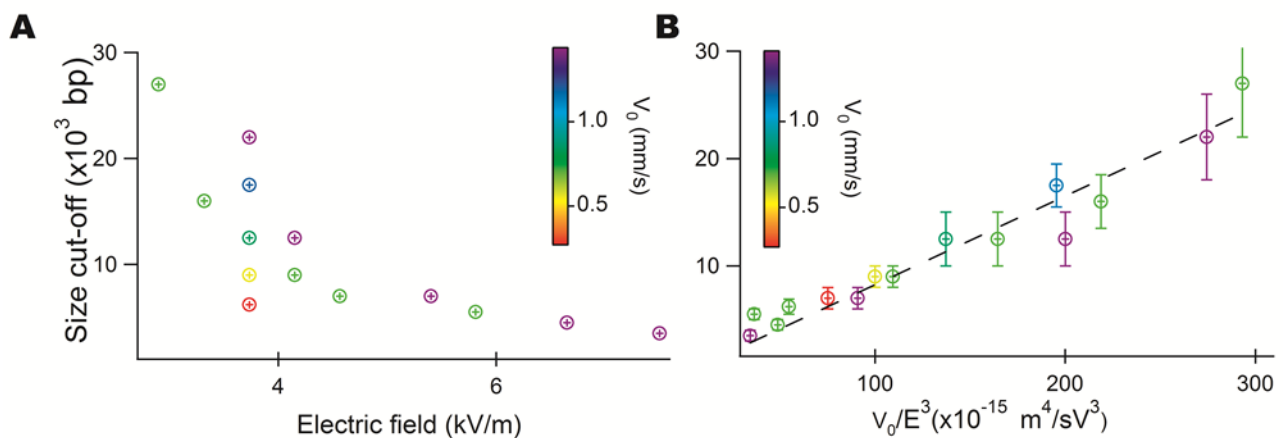 A
30
20
10
Size cut-off (x10³ bp)
4
6
Electric field (kV/m)
1.0
0.5
V₀ (mm/s)
B
30
20
10
1.0
0.5
V₀ (mm/s)
100
200
300
V₀/E³(x10⁻¹⁵ m⁴/sV³)